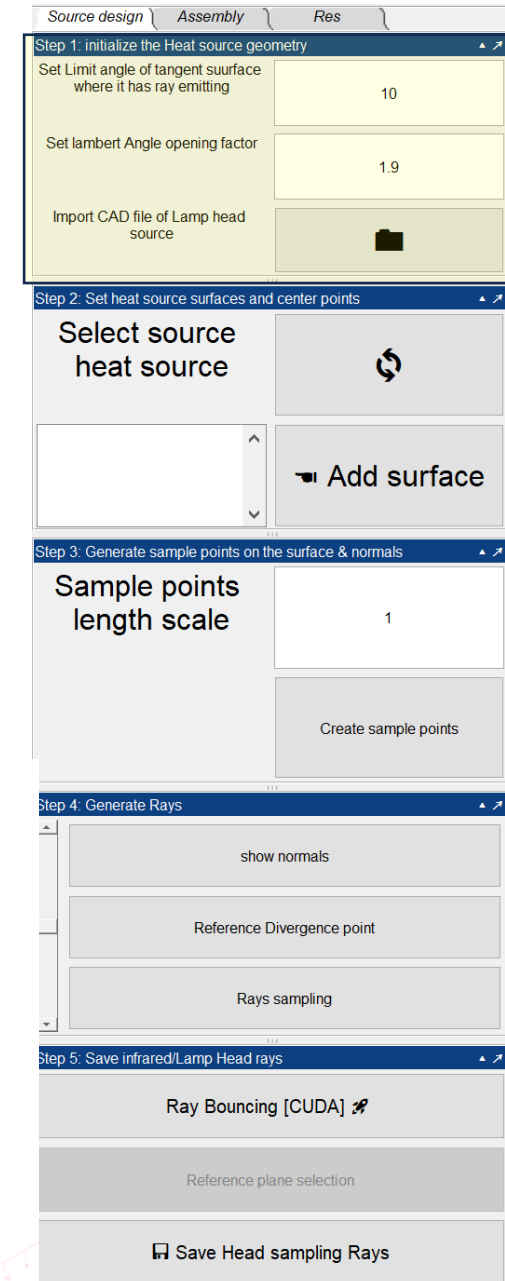 Source design
Assembly
Res
Step 1: initialize the Heat source geometry
Set Limit angle of tangent suurface
where it has ray emitting
10
Set lambert Angle opening factor
1.9
Import CAD file of Lamp head
source
Step 2: Set heat source surfaces and center points
Select source
heat source
Add surface
Step 3: Generate sample points on the surface & normals
Sample points
length scale
1
Create sample points
Step 4: Generate Rays
show normals
Reference Divergence point
Rays sampling
Step 5: Save infrared/Lamp Head rays
Ray Bouncing [CUDA]
Reference plane selection
Save Head sampling Rays